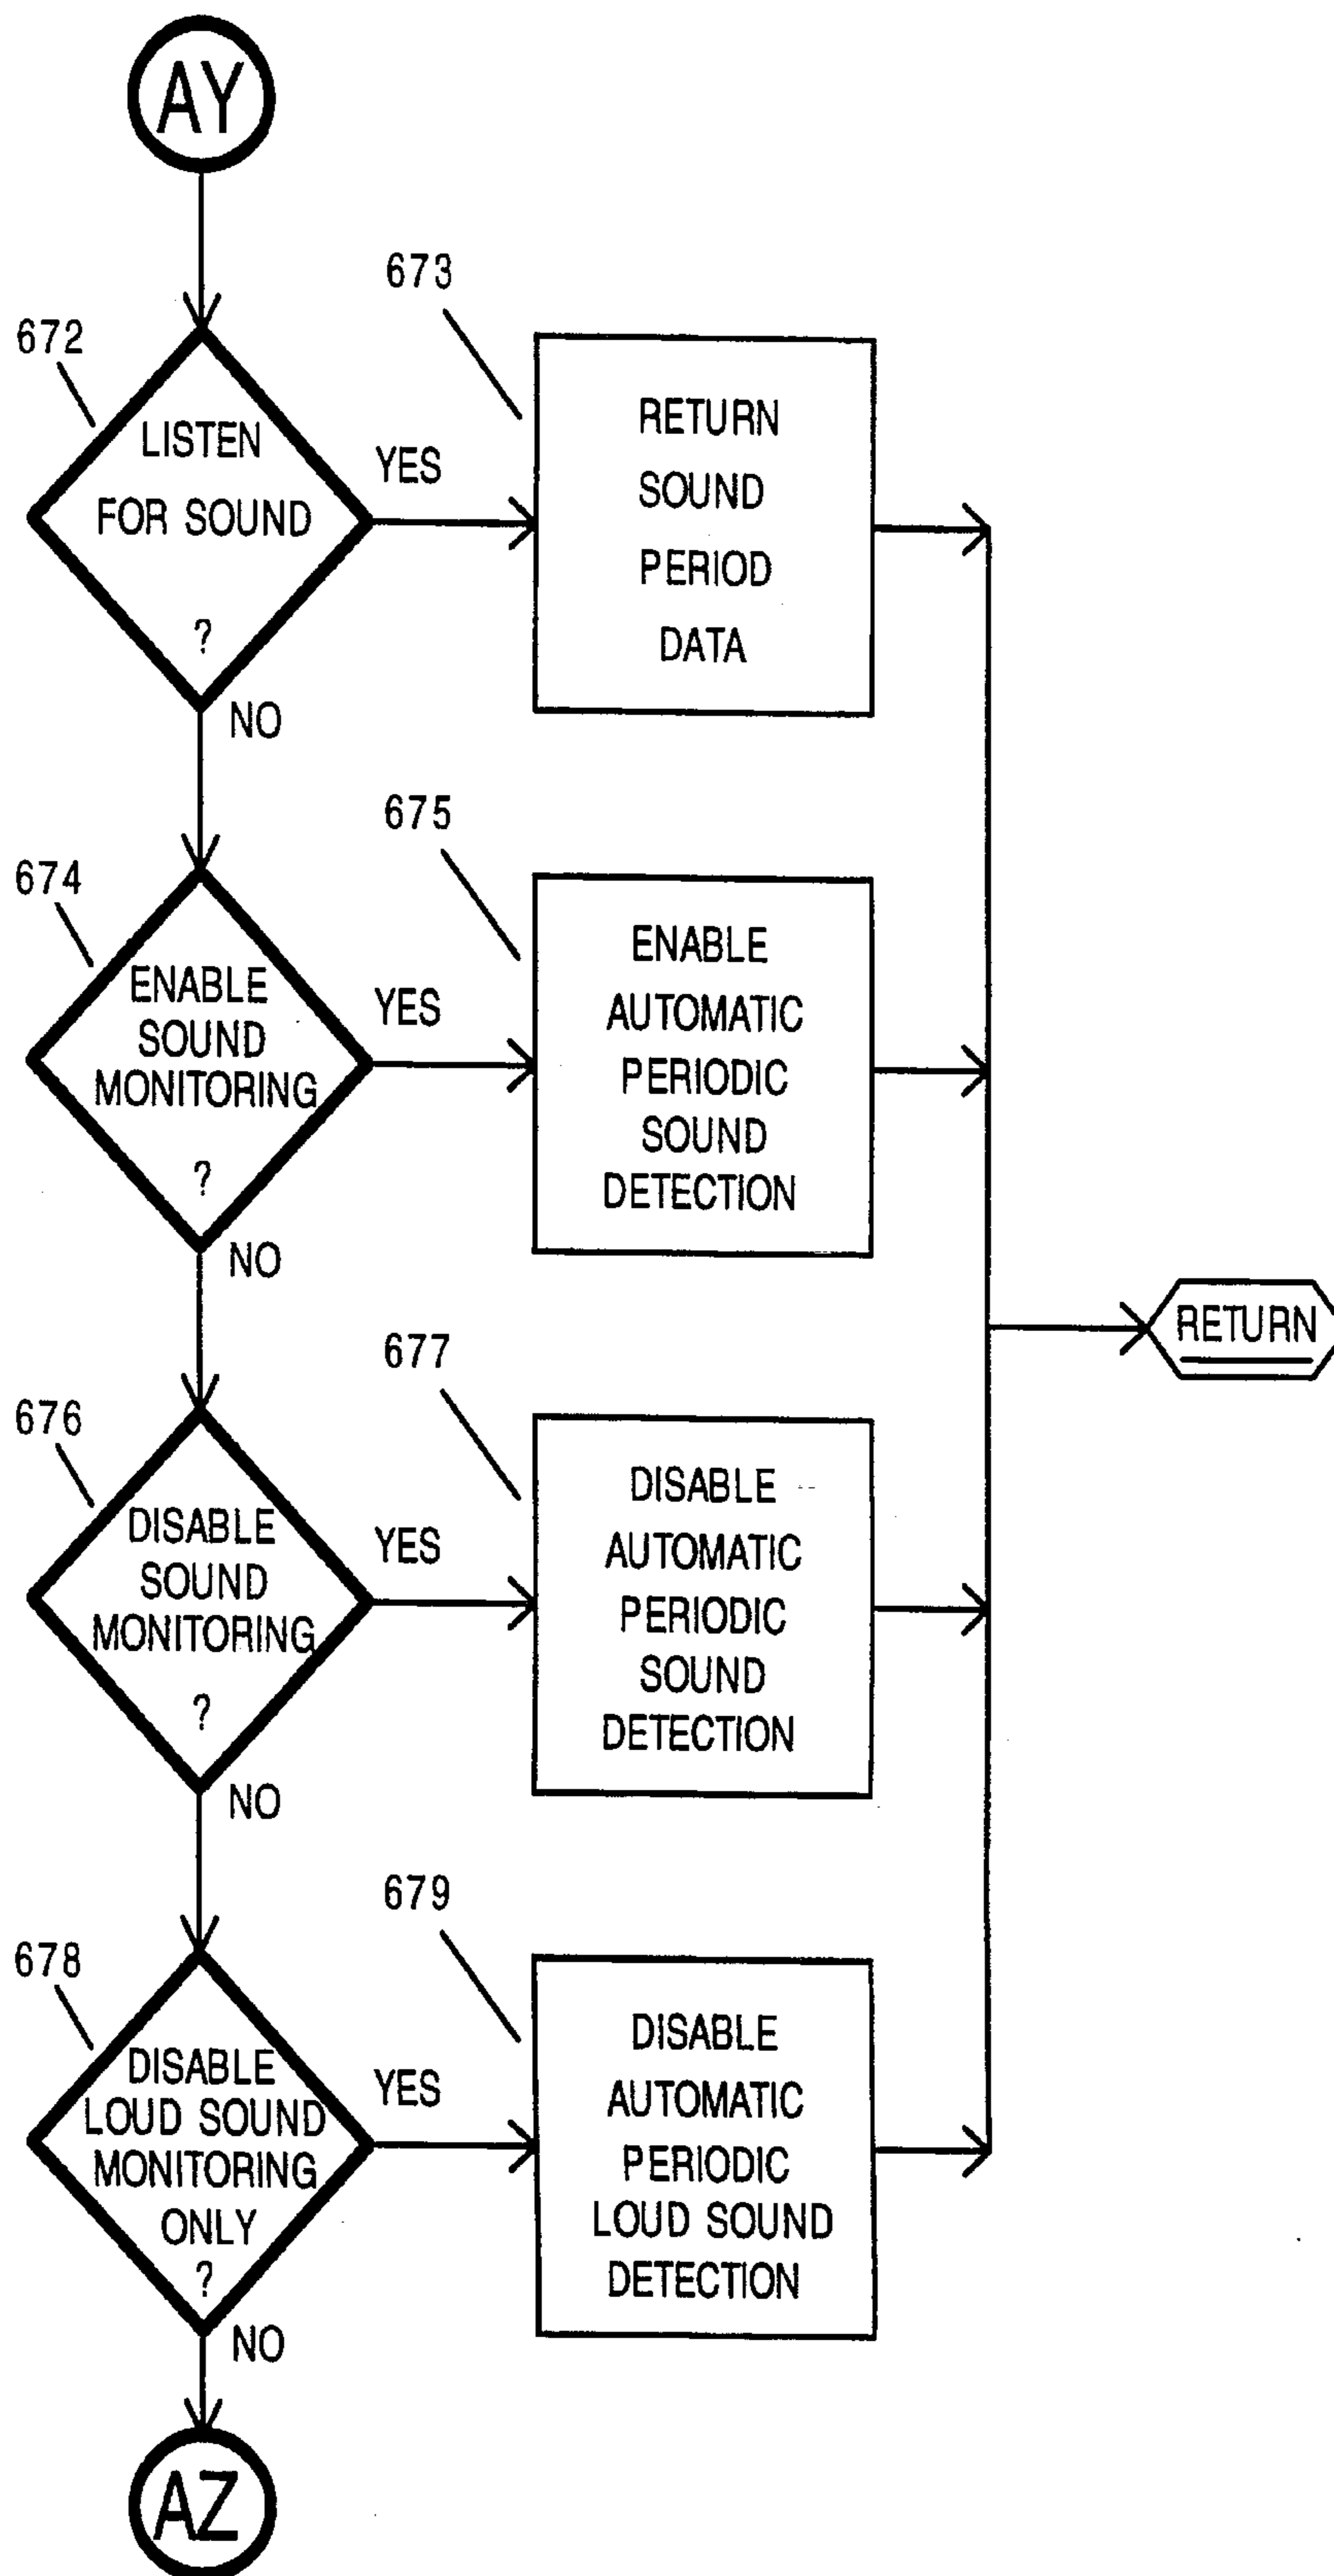 AY
672
LISTEN
FOR SOUND
?
YES
NO
673
RETURN
SOUND
PERIOD
DATA
674
ENABLE
SOUND
MONITORING
?
YES
NO
675
ENABLE
AUTOMATIC
PERIODIC
SOUND
DETECTION
RETURN
676
DISABLE
SOUND
MONITORING
?
YES
NO
677
DISABLE
AUTOMATIC
PERIODIC
SOUND
DETECTION
678
DISABLE
LOUD SOUND
MONITORING
ONLY
?
YES
NO
679
DISABLE
AUTOMATIC
PERIODIC
LOUD SOUND
DETECTION
AZ